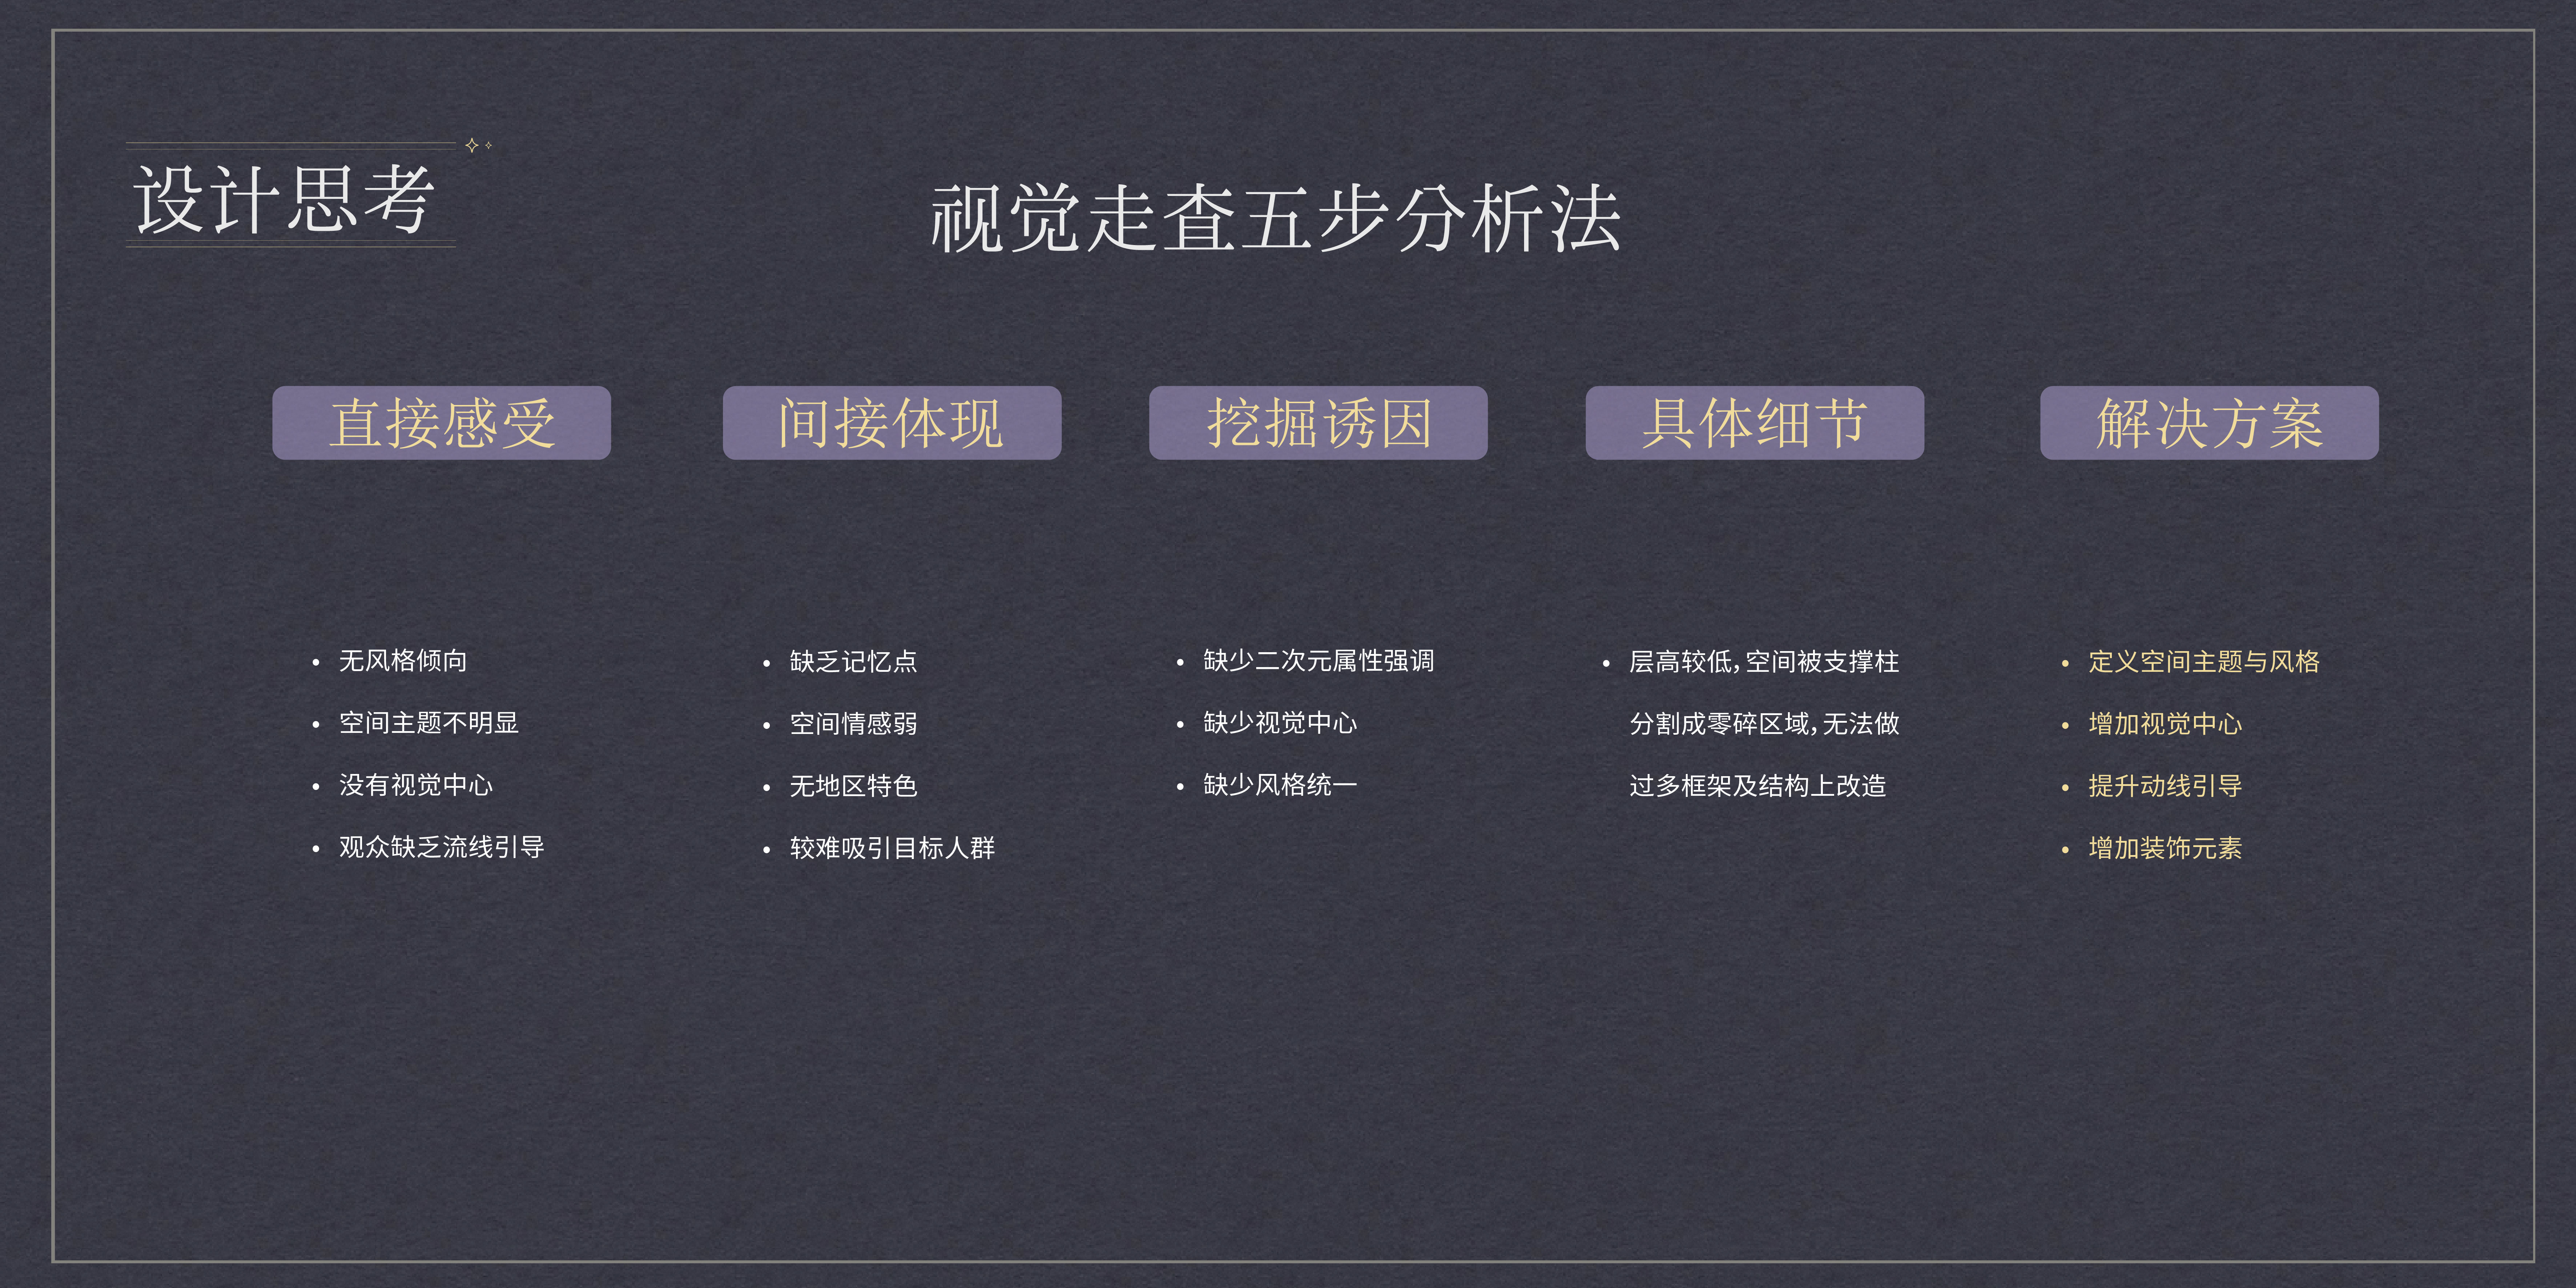 设计思考
视觉走查五步分析法
直接感受
无风格倾向
空间主题不明显
没有视觉中心
观众缺乏流线引导
间接体现
缺乏记忆点
空间情感弱
无地区特色
较难吸引目标人群
挖掘诱因
缺少二次元属性强调
缺少视觉中心
缺少风格统一
具体细节
层高较低，空间被支撑柱
分割成零碎区域，无法做
过多框架及结构上改造
解决方案
定义空间主题与风格
增加视觉中心
提升动线引导
增加装饰元素